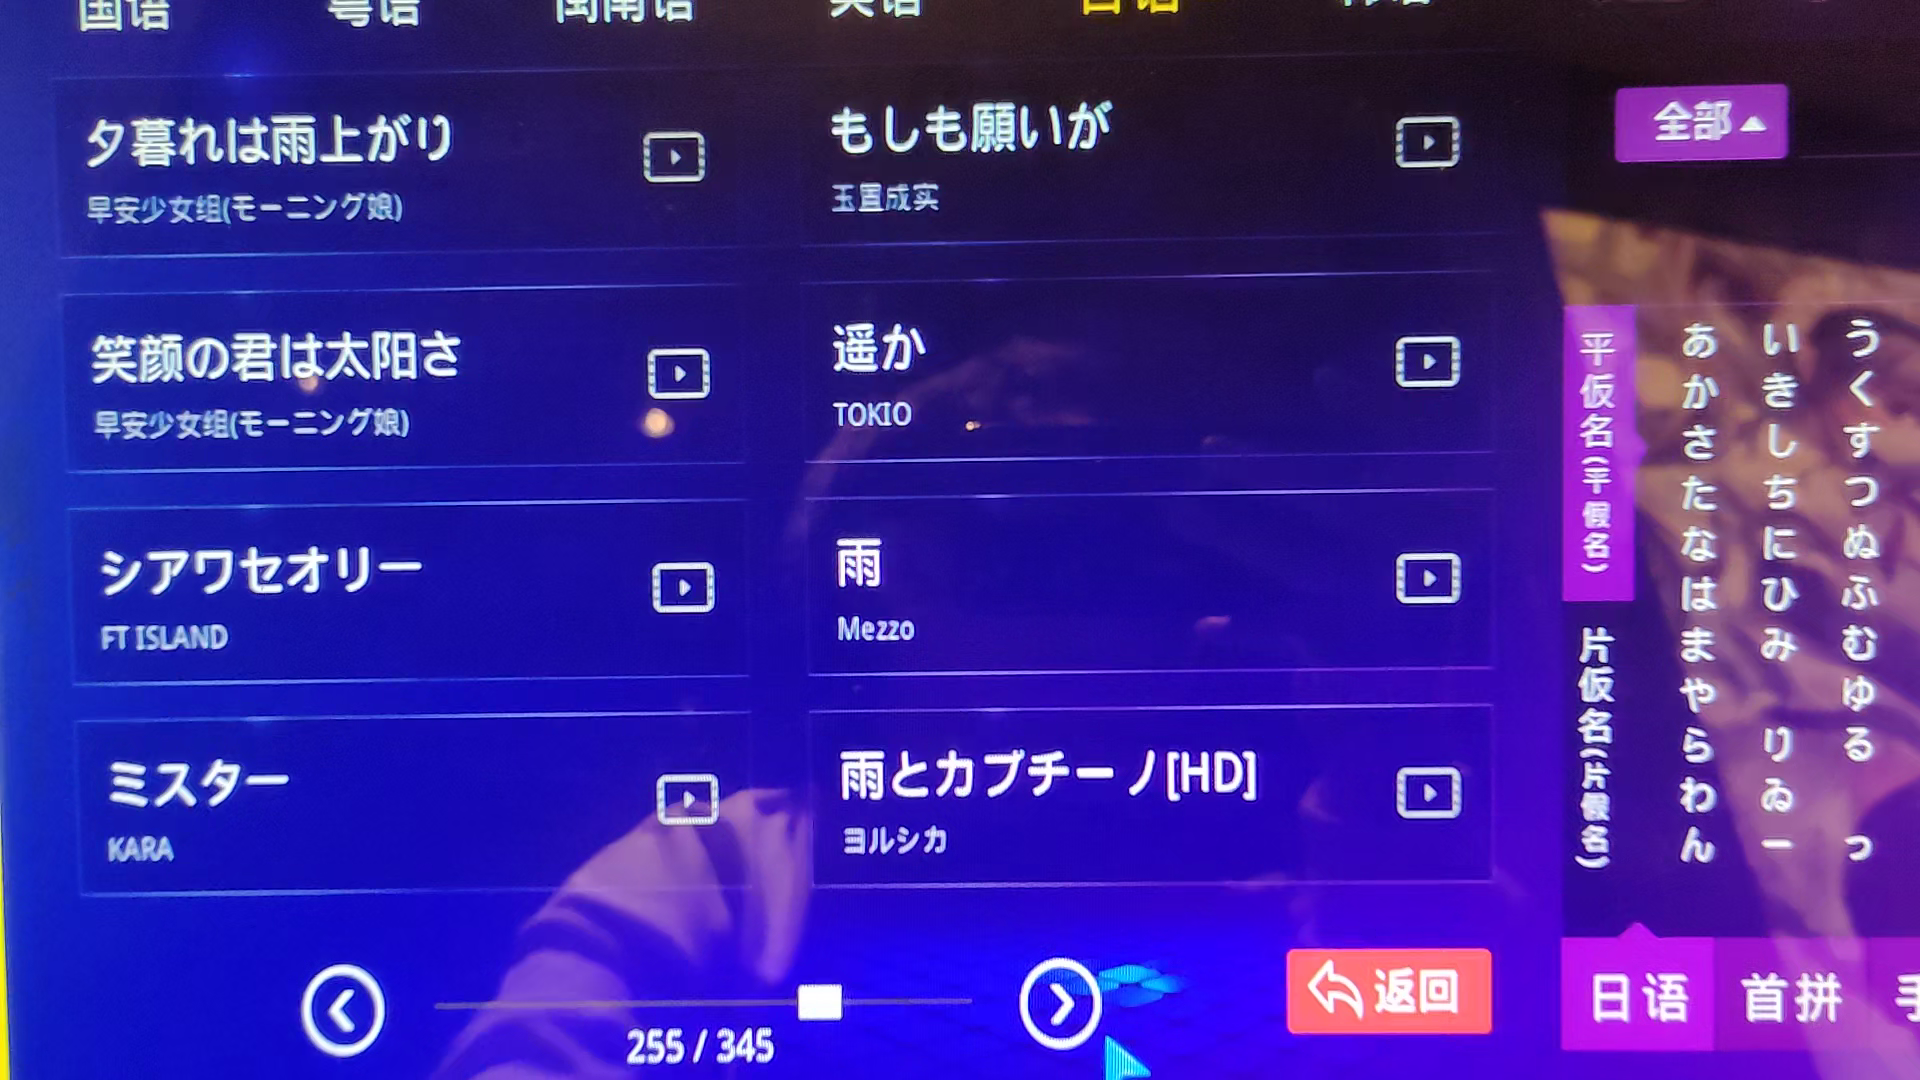 国语 粤语 闽南语 英语 日语
夕暮れは雨上がり
早安少女组(モーニング娘)
もしも願いが
玉置成实
全部
笑颜の君は太阳さ
早安少女组(モーニング娘)
遥か
TOKIO
シアワセオリー
FT ISLAND
雨
Mezzo
ミスター
KARA
雨とカプチーノ[HD]
ヨルシカ
平仮名(平假名)
片仮名(片假名)
あかさたなはまやらわん
いきしちにひみ りゐー
うくすつぬふむゆる っ
255 / 345
返回
日语 首拼